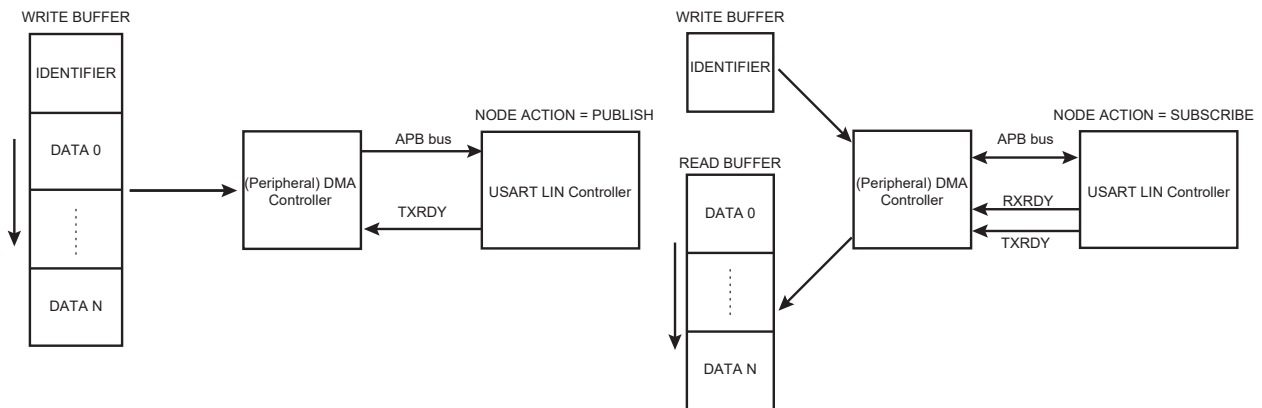 WRITE BUFFER
IDENTIFIER
DATA 0
DATA N
(Peripheral) DMA
Controller
APB bus
TXRDY
NODE ACTION = PUBLISH
USART LIN Controller
WRITE BUFFER
IDENTIFIER
READ BUFFER
DATA 0
DATA N
(Peripheral) DMA
Controller
NODE ACTION = SUBSCRIBE
APB bus
RXRDY
TXRDY
USART LIN Controller